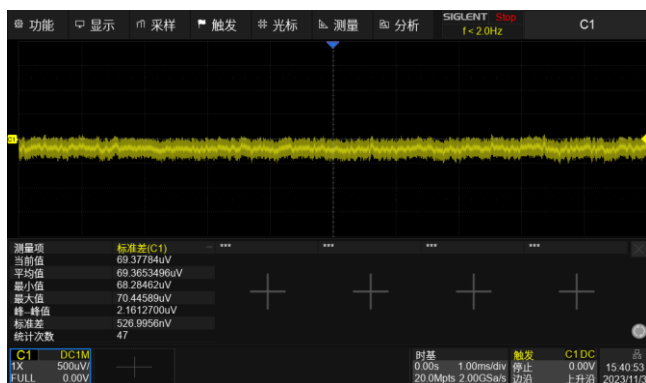 功能 显示 采样 触发 光标 测量 分析 SIGLENT Stop C1
f < 2.0Hz
C1
测量项 标准差(C1) *** *** *** ***
当前值 69.37784uV
平均值 69.3653496uV
最小值 68.28462uV
最大值 70.44589uV
峰–峰值 2.1612700uV
标准差 526.9956nV
统计次数 47
C1 DC1M 时基 触发 C1 DC
1X 500uV/ 0.00s 1.00ms/div 停止 0.00V 15:40:53
FULL 0.00V 20.0Mpts 2.00GSa/s 边沿 上升沿